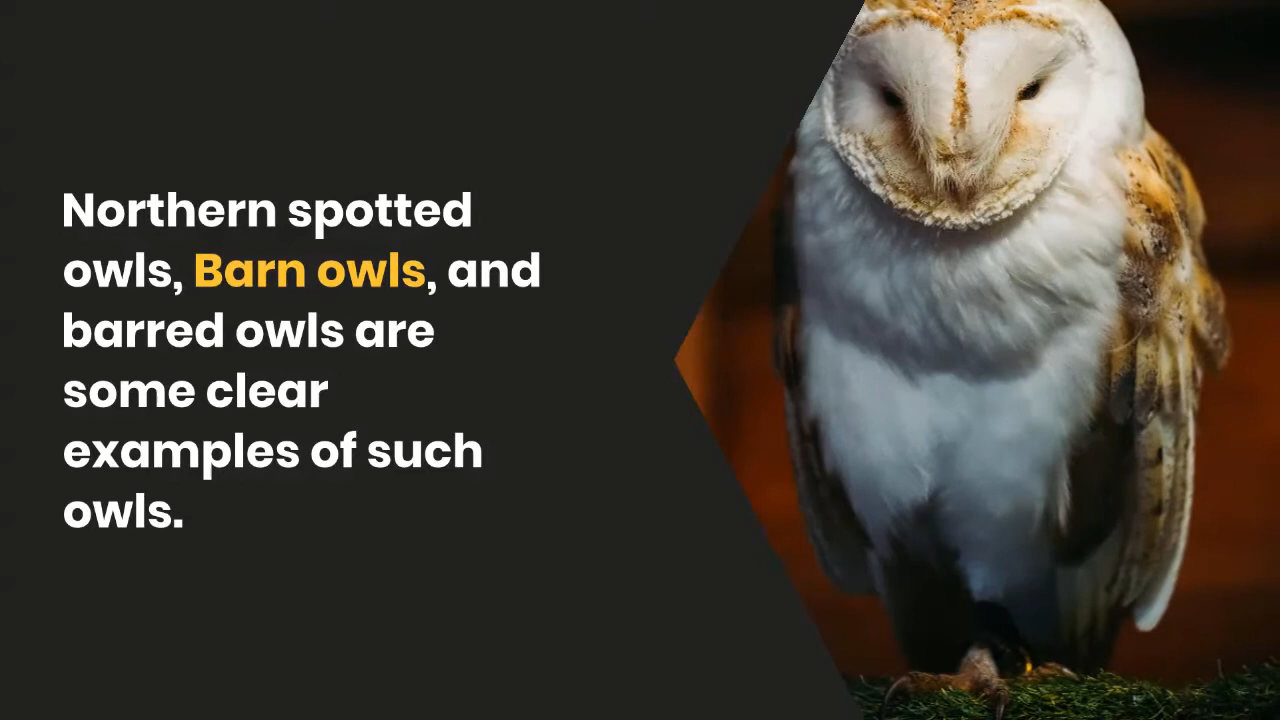 Northern spotted
owls, Barn owls, and
barred owls are
some clear
examples of such
owls.